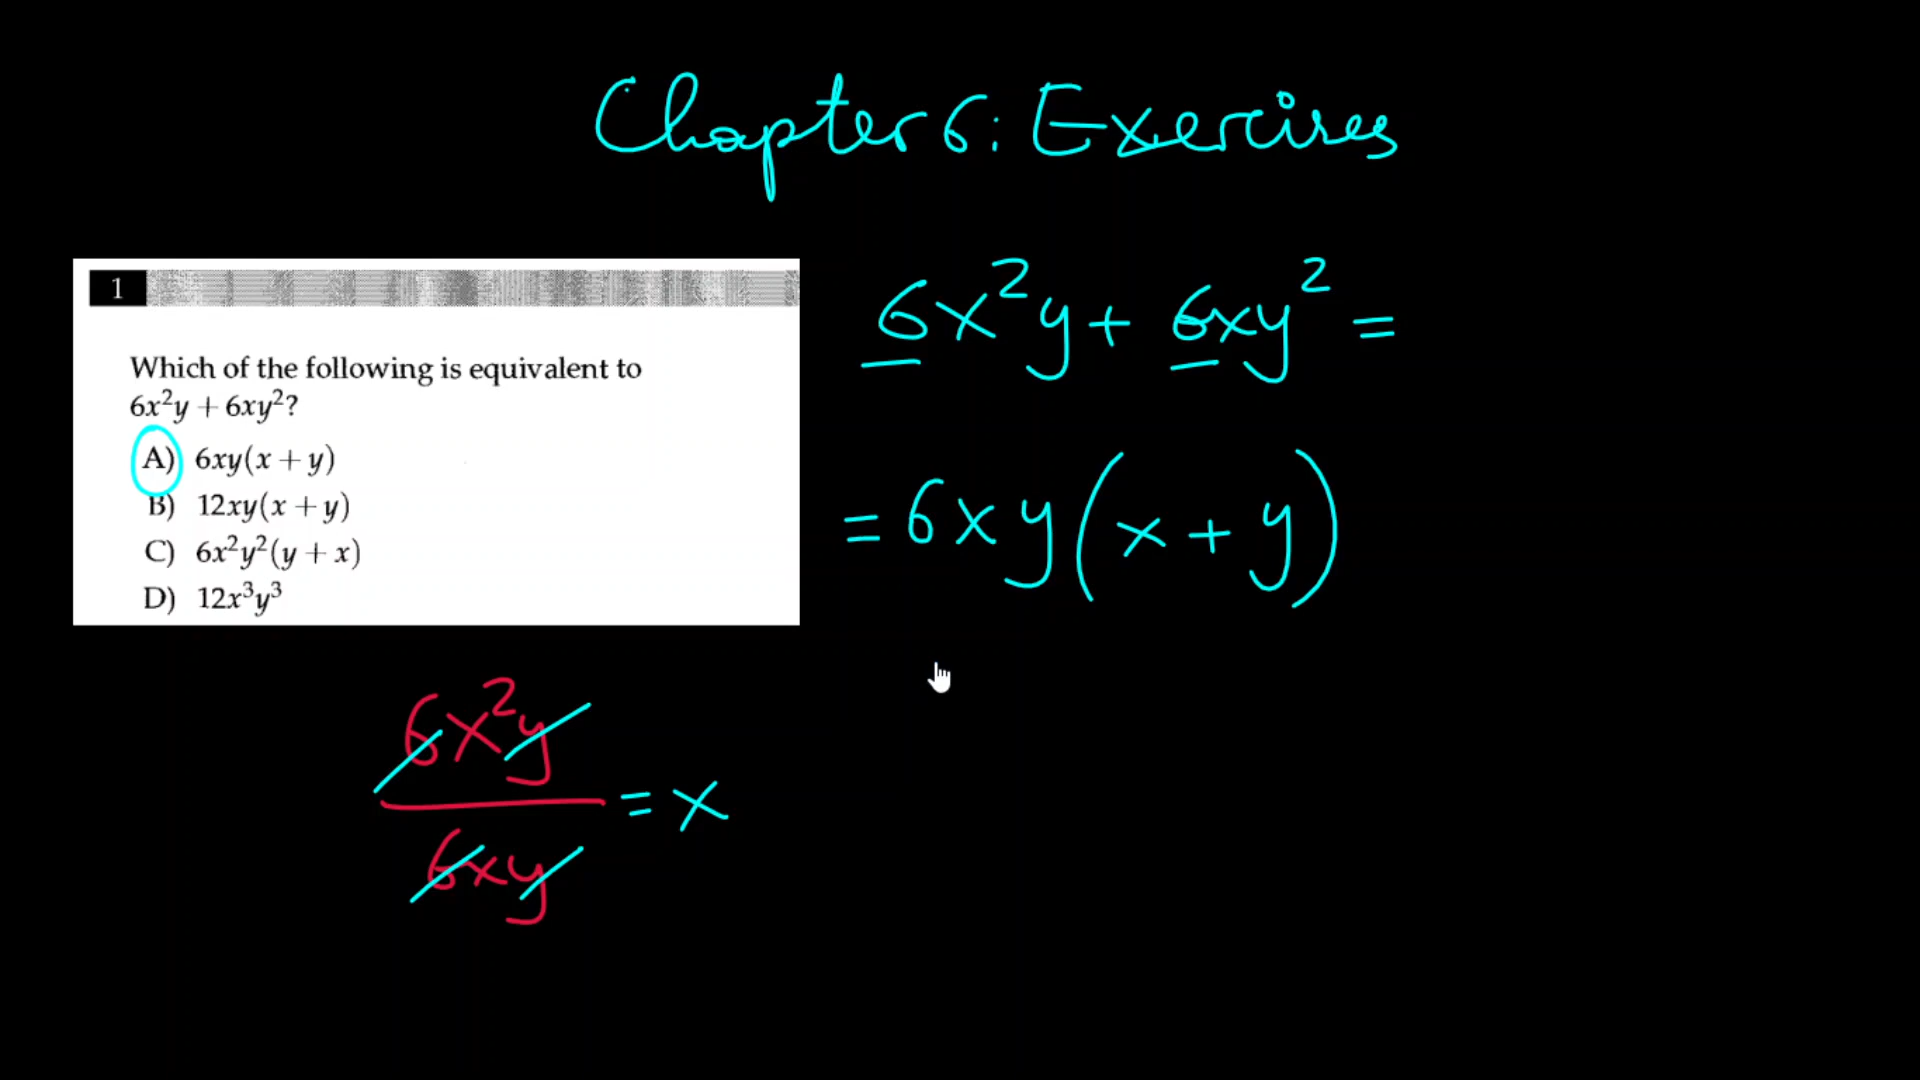 Chapter 6: Exercises
1
Which of the following is equivalent to
6x²y + 6xy²?
A) 6xy(x + y)
B) 12xy(x + y)
C) 6x²y²(y + x)
D) 12x³y³
6x²y + 6xy² =
= 6xy(x + y)
6x²y
= x
6xy